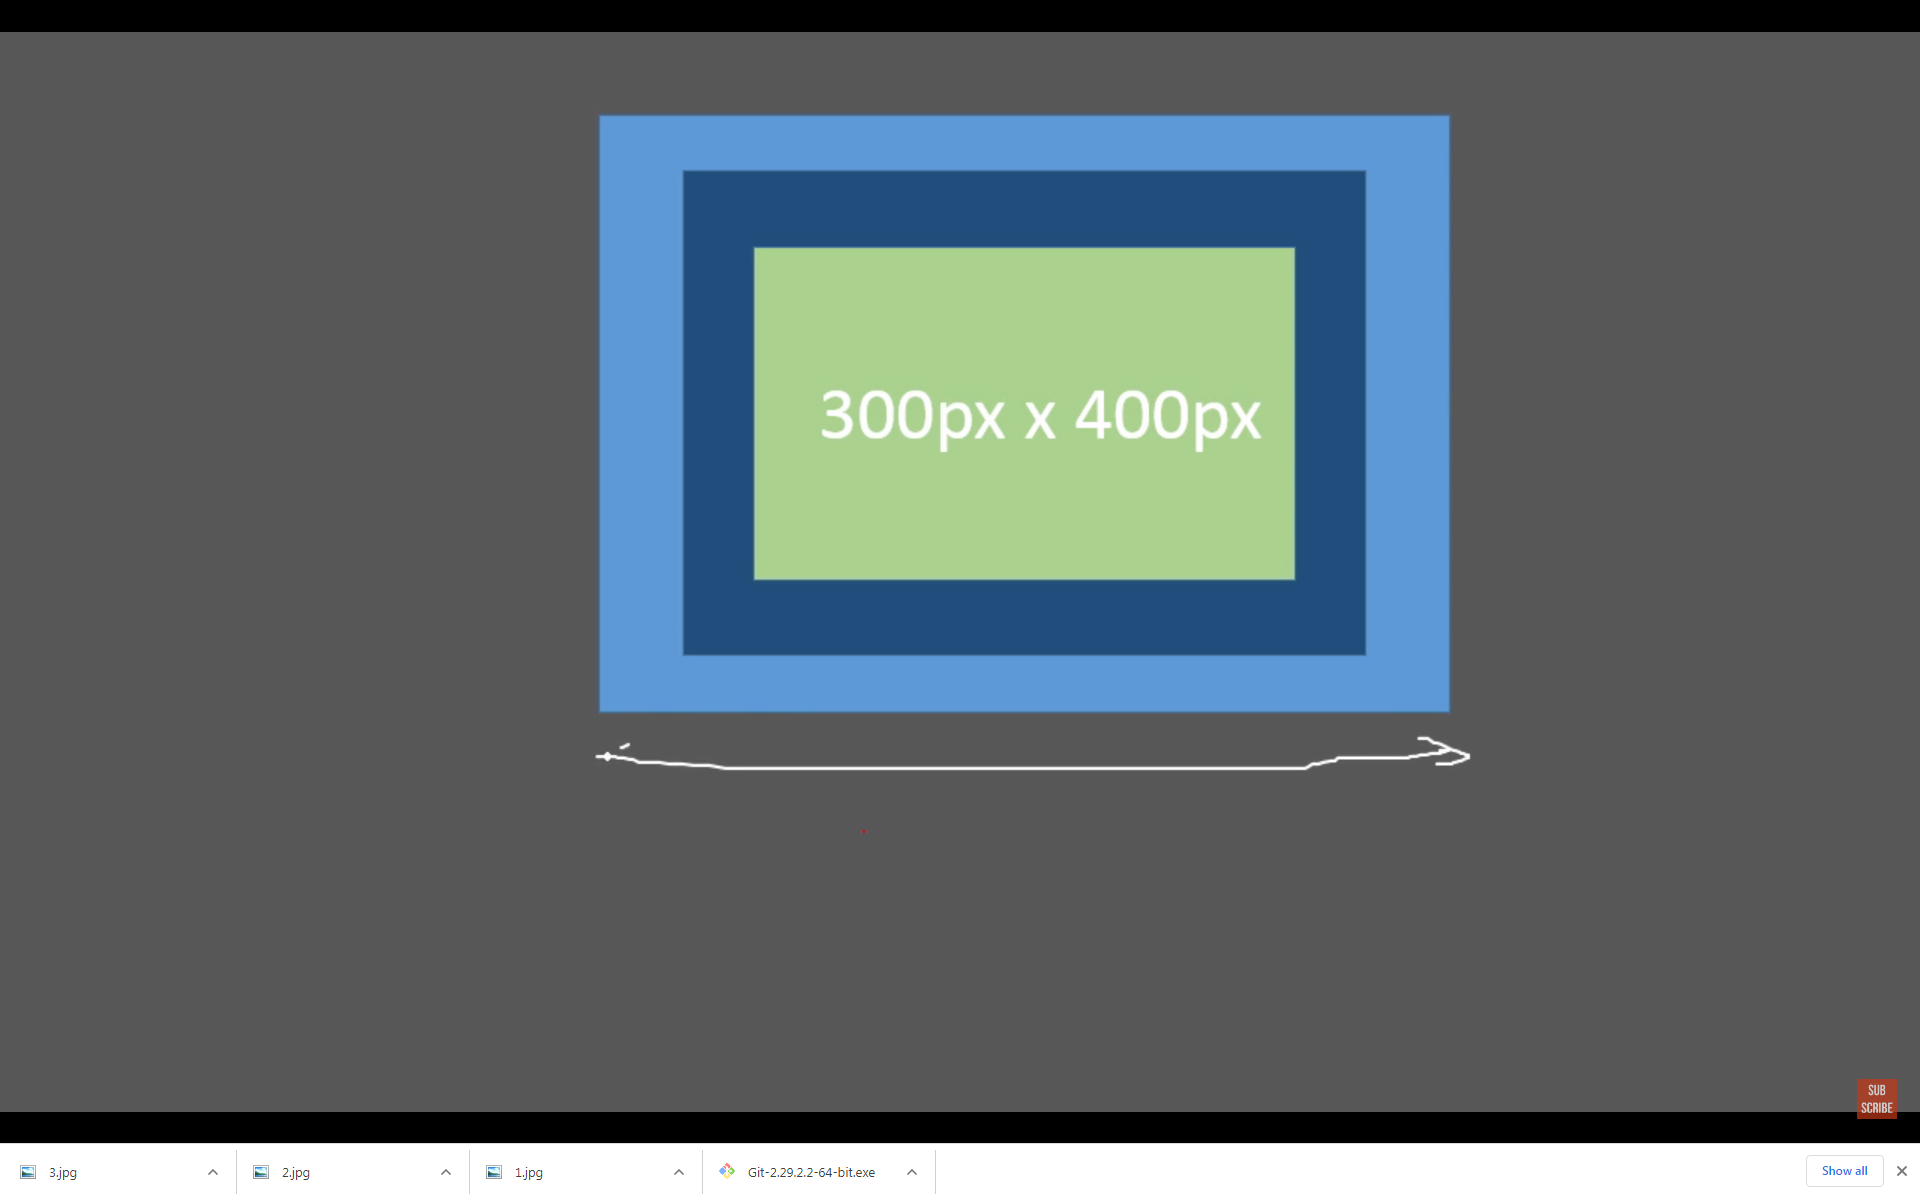 300px x 400px
SUB
SCRIBE
3.jpg
2.jpg
1.jpg
Git-2.29.2.2-64-bit.exe
Show all